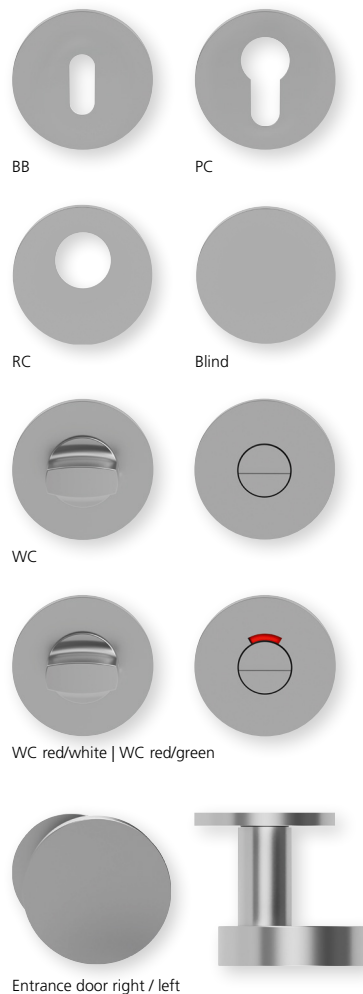 BB
PC
RC
Blind
WC
WC red/white | WC red/green
Entrance door right / left